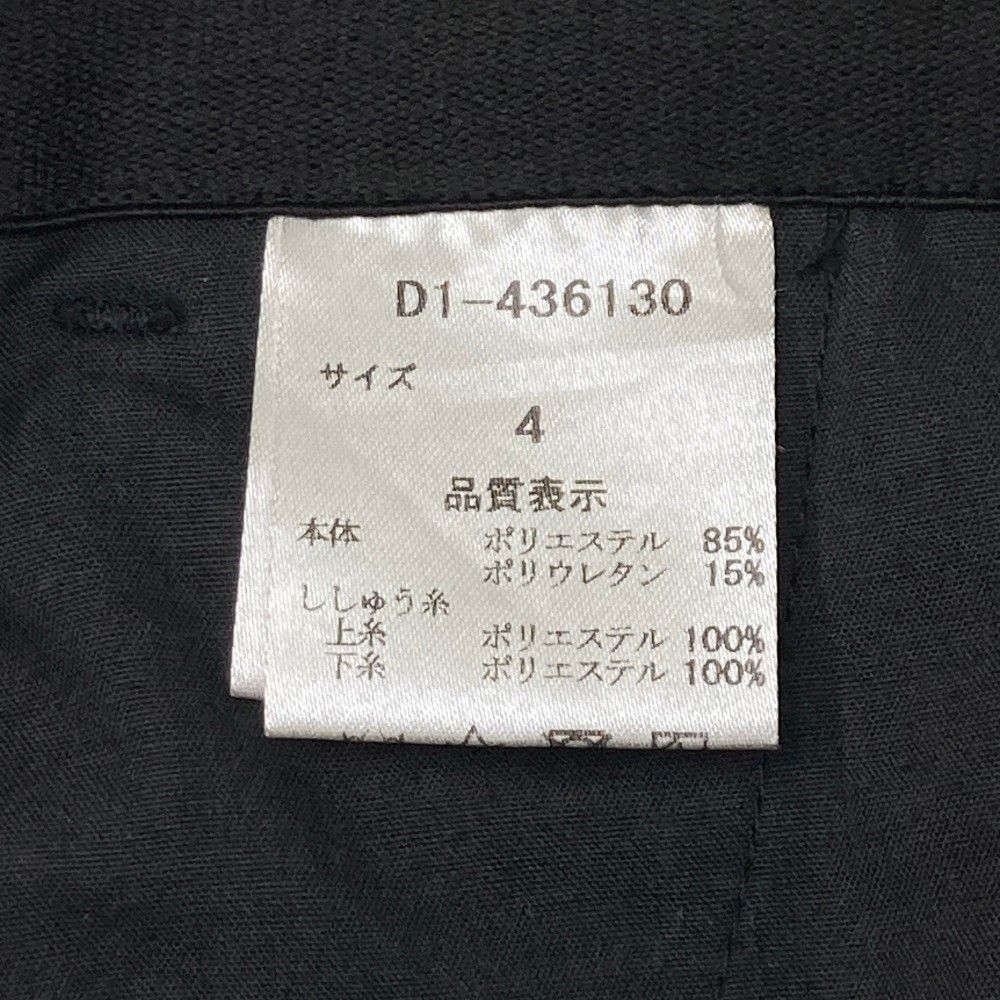 D1-436130
サイズ
4
品質表示
本体 ポリエステル 85%
ポリウレタン 15%
ししゅう糸
上糸 ポリエステル 100%
下糸 ポリエステル 100%